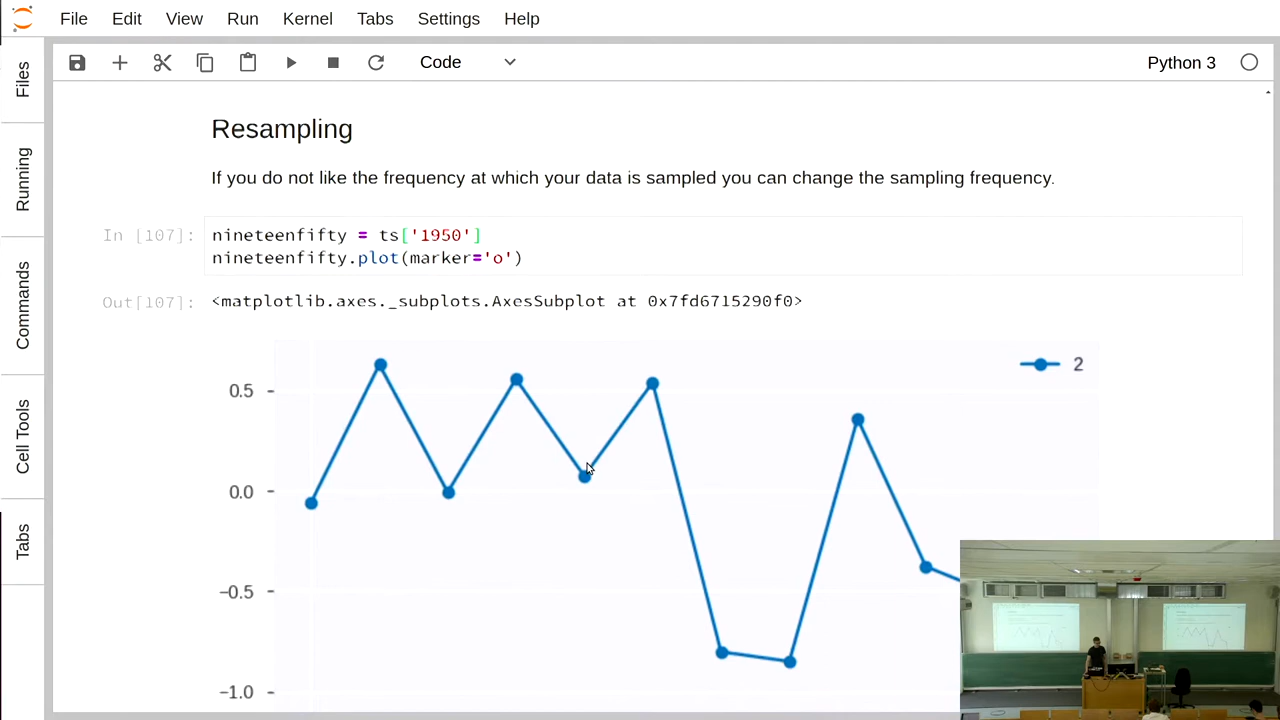 File Edit View Run Kernel Tabs Settings Help
Code
Python 3
Files
Running
Commands
Cell Tools
Tabs
Resampling
If you do not like the frequency at which your data is sampled you can change the sampling frequency.
In [107]:
nineteenfifty = ts['1950']
nineteenfifty.plot(marker='o')
Out[107]:
<matplotlib.axes._subplots.AxesSubplot at 0x7fd6715290f0>
2
0.5
0.0
−0.5
−1.0